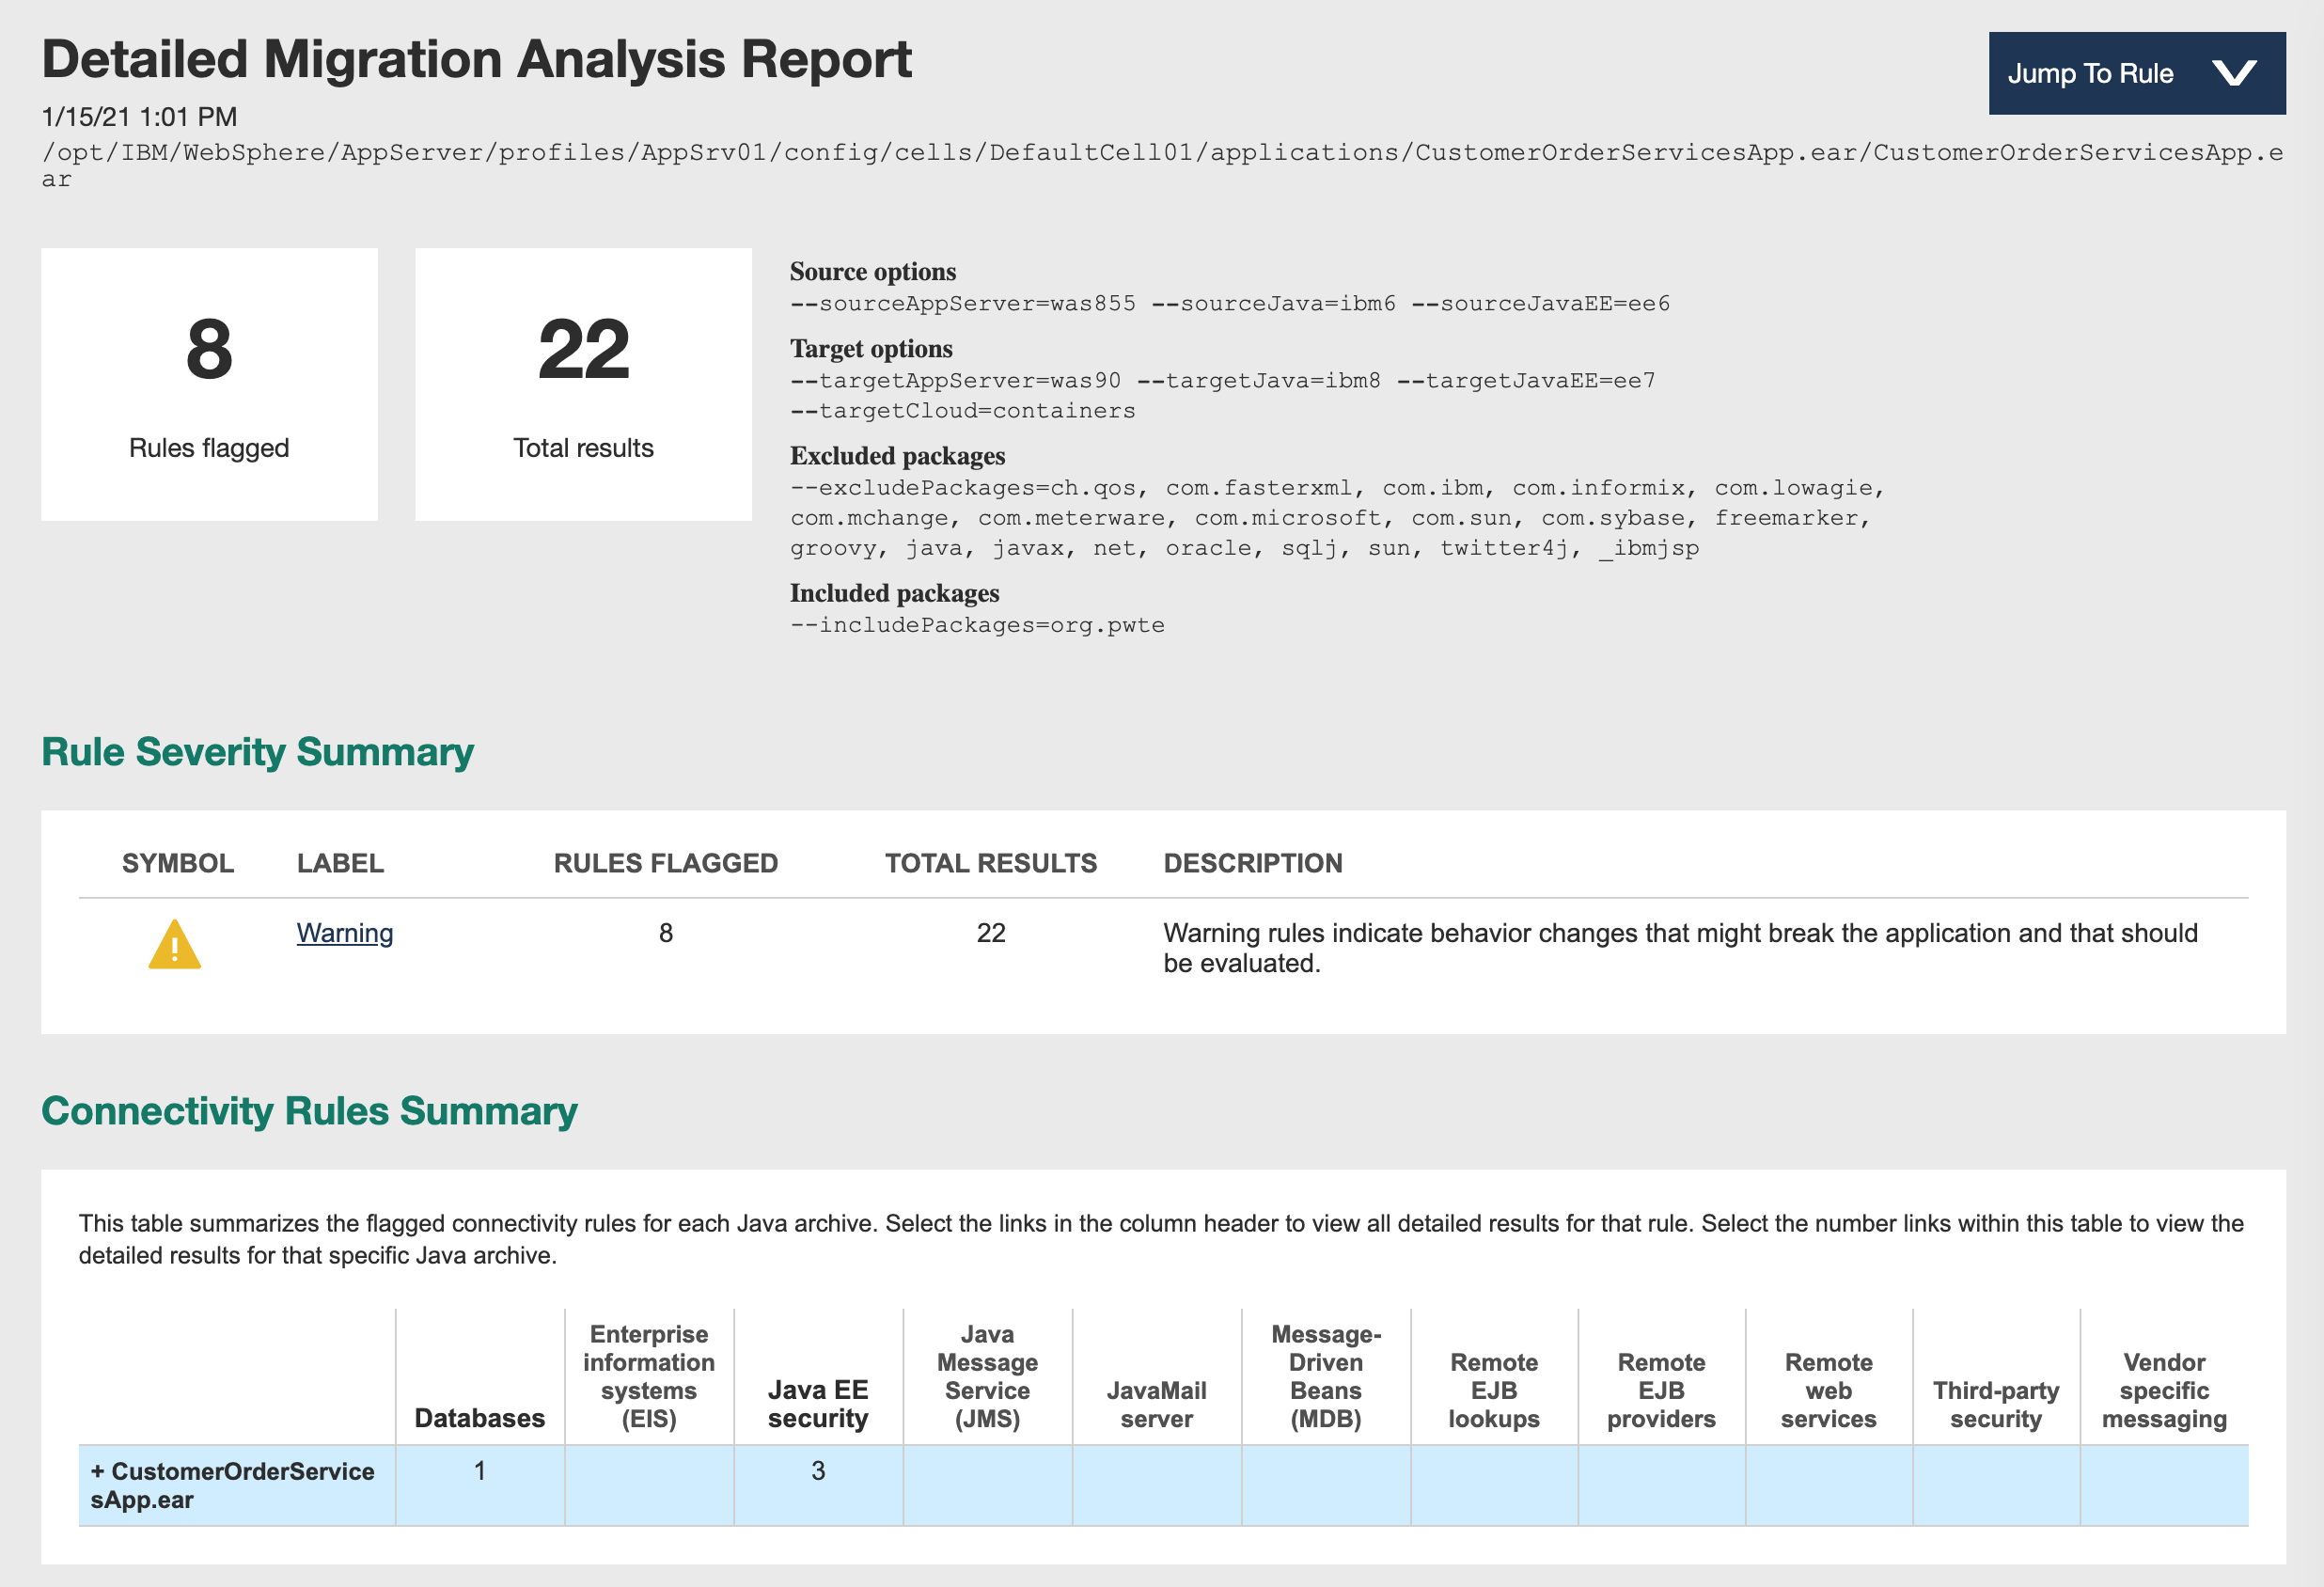 Detailed Migration Analysis Report
Jump To Rule
1/15/21 1:01 PM
/opt/IBM/WebSphere/AppServer/profiles/AppSrv01/config/cells/DefaultCell01/applications/CustomerOrderServicesApp.ear/CustomerOrderServicesApp.e
ar
8
Rules flagged
22
Total results
Source options
--sourceAppServer=was855 --sourceJava=ibm6 --sourceJavaEE=ee6
Target options
--targetAppServer=was90 --targetJava=ibm8 --targetJavaEE=ee7
--targetCloud=containers
Excluded packages
--excludePackages=ch.qos, com.fasterxml, com.ibm, com.informix, com.lowagie,
com.mchange, com.meterware, com.microsoft, com.sun, com.sybase, freemarker,
groovy, java, javax, net, oracle, sqlj, sun, twitter4j, _ibmjsp
Included packages
--includePackages=org.pwte
Rule Severity Summary
SYMBOL LABEL RULES FLAGGED TOTAL RESULTS DESCRIPTION
Warning 8 22 Warning rules indicate behavior changes that might break the application and that should
be evaluated.
Connectivity Rules Summary
This table summarizes the flagged connectivity rules for each Java archive. Select the links in the column header to view all detailed results for that rule. Select the number links within this table to view the
detailed results for that specific Java archive.
Databases
Enterprise
information
systems
(EIS)
Java EE
security
Java
Message
Service
(JMS)
JavaMail
server
Message-
Driven
Beans
(MDB)
Remote
EJB
lookups
Remote
EJB
providers
Remote
web
services
Third-party
security
Vendor
specific
messaging
+ CustomerOrderService
sApp.ear
1
3